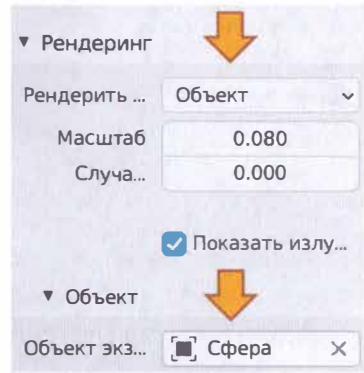 Рендеринг
Рендерить ... Объект
Масштаб 0.080
Случа... 0.000
Показать излу...
Объект
Объект экз... Сфера